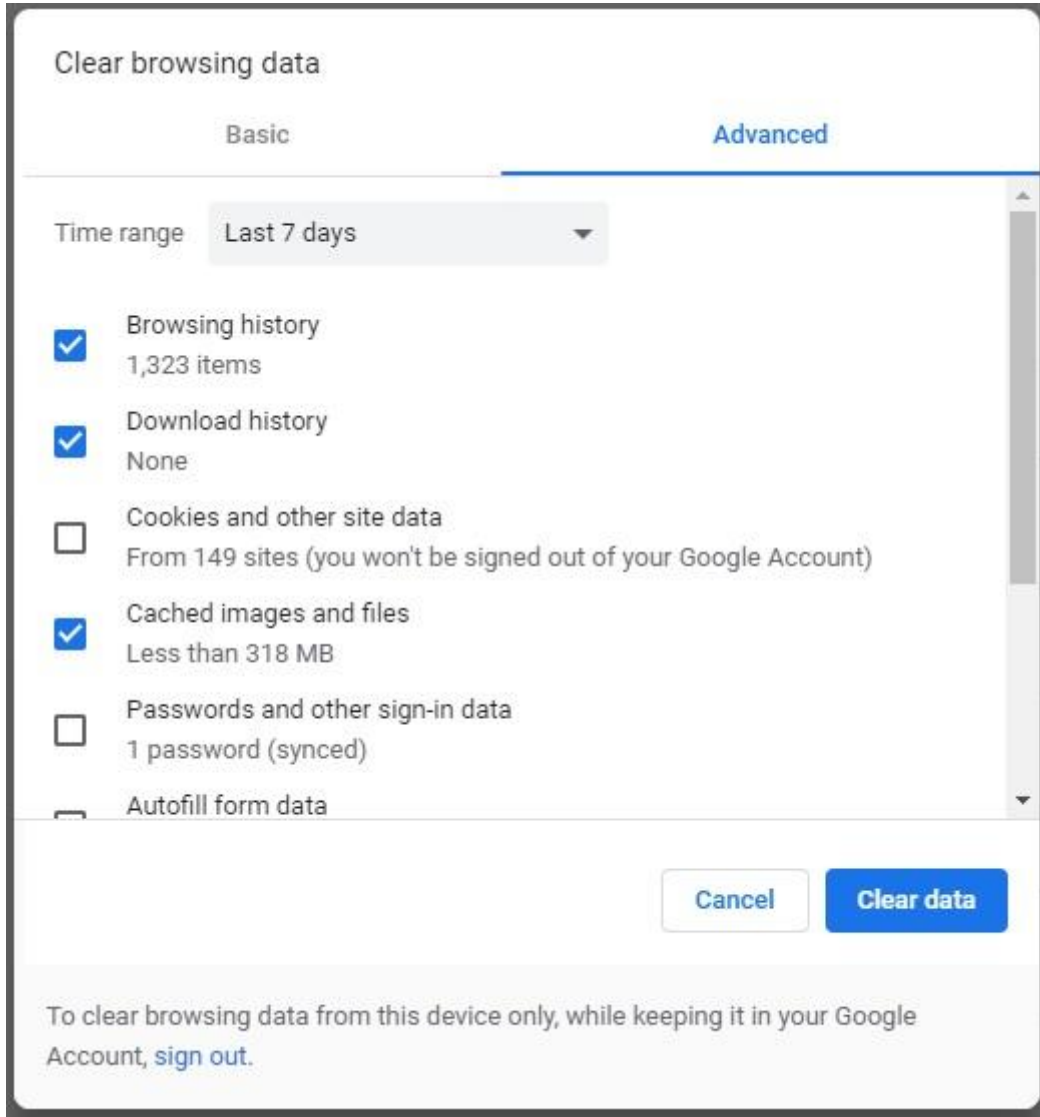 Clear browsing data
Basic
Advanced
Time range
Last 7 days
Browsing history
1,323 items
Download history
None
Cookies and other site data
From 149 sites (you won't be signed out of your Google Account)
Cached images and files
Less than 318 MB
Passwords and other sign-in data
1 password (synced)
Autofill form data
Cancel
Clear data
To clear browsing data from this device only, while keeping it in your Google
Account, sign out.